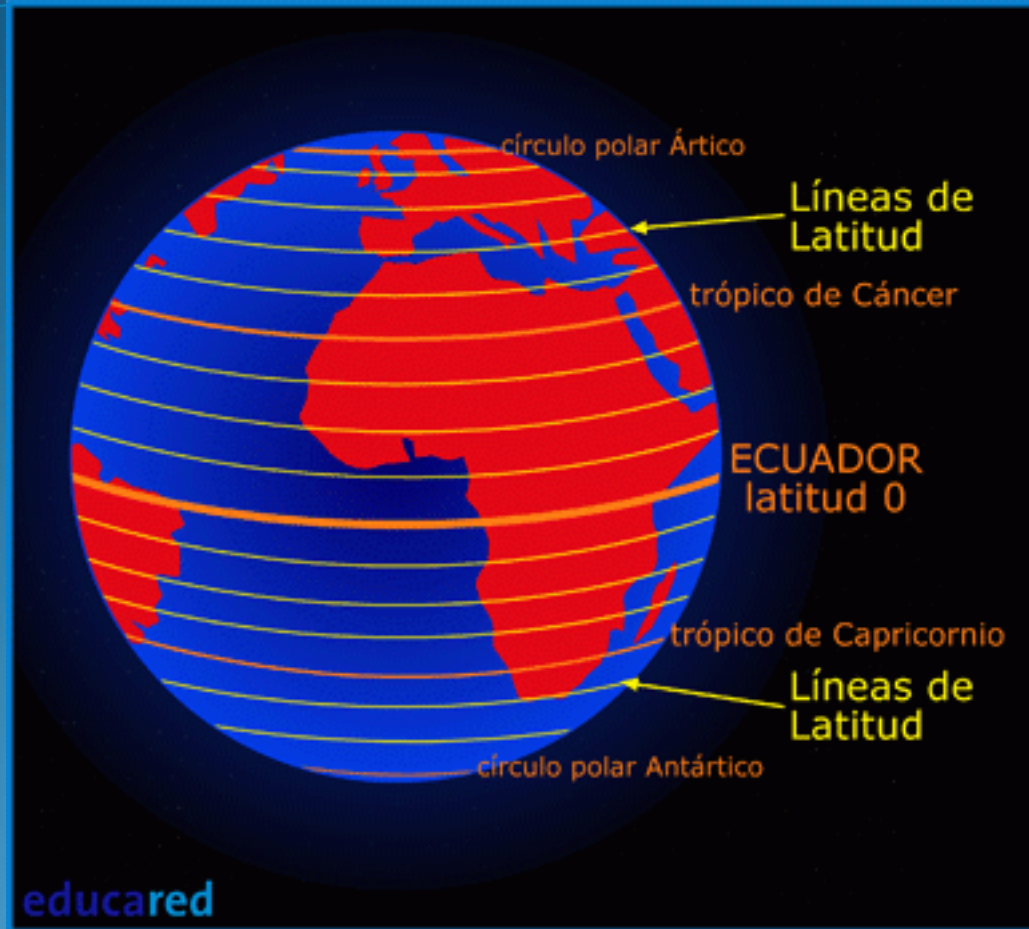 círculo polar Ártico
Líneas de
Latitud
trópico de Cáncer
ECUADOR
latitud 0
trópico de Capricornio
Líneas de
Latitud
círculo polar Antártico
educared